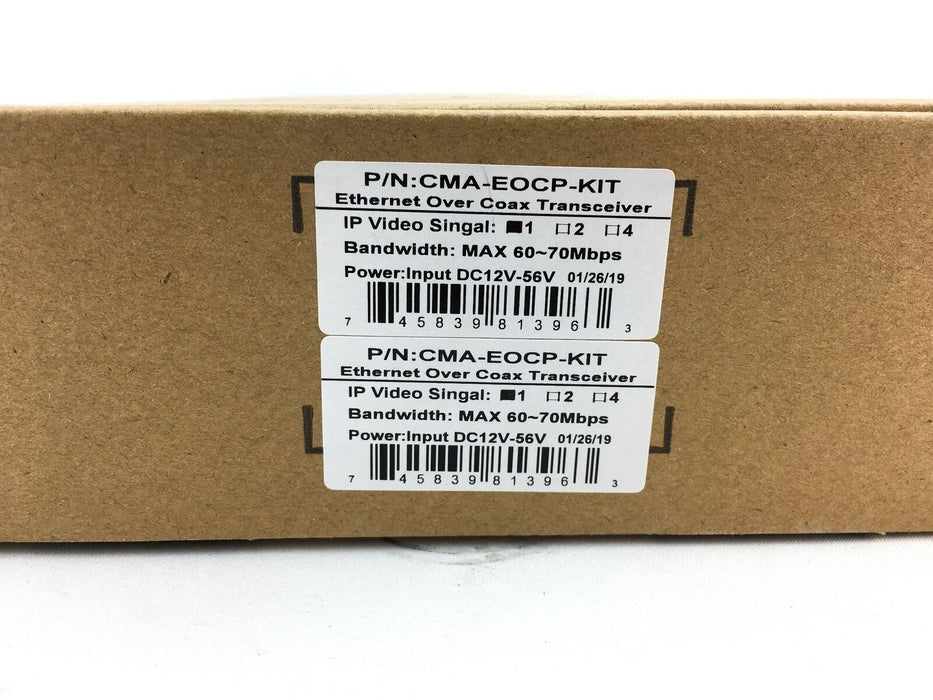 P/N:CMA-EOCP-KIT
Ethernet Over Coax Transceiver
IP Video Singal: 1 2 4
Bandwidth: MAX 60~70Mbps
Power:Input DC12V-56V 01/26/19
7 45839 81396 3
P/N:CMA-EOCP-KIT
Ethernet Over Coax Transceiver
IP Video Singal: 1 2 4
Bandwidth: MAX 60~70Mbps
Power:Input DC12V-56V 01/26/19
7 45839 81396 3